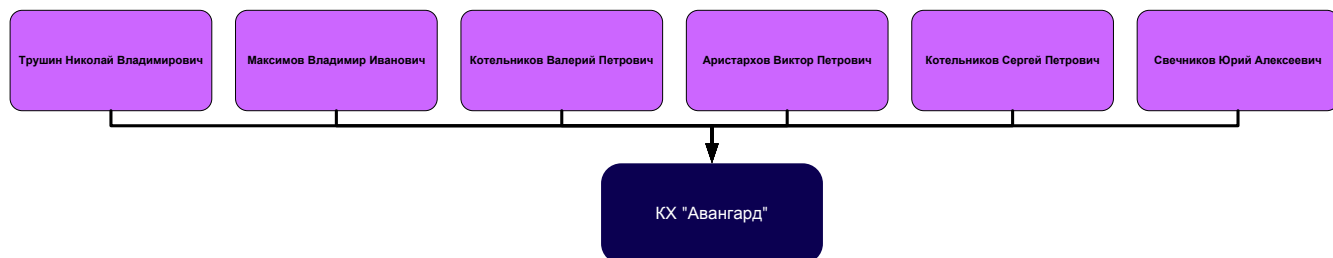 Трушин Николай Владимирович
Максимов Владимир Иванович
Котельников Валерий Петрович
Аристархов Виктор Петрович
Котельников Сергей Петрович
Свечников Юрий Алексеевич
КХ "Авангард"